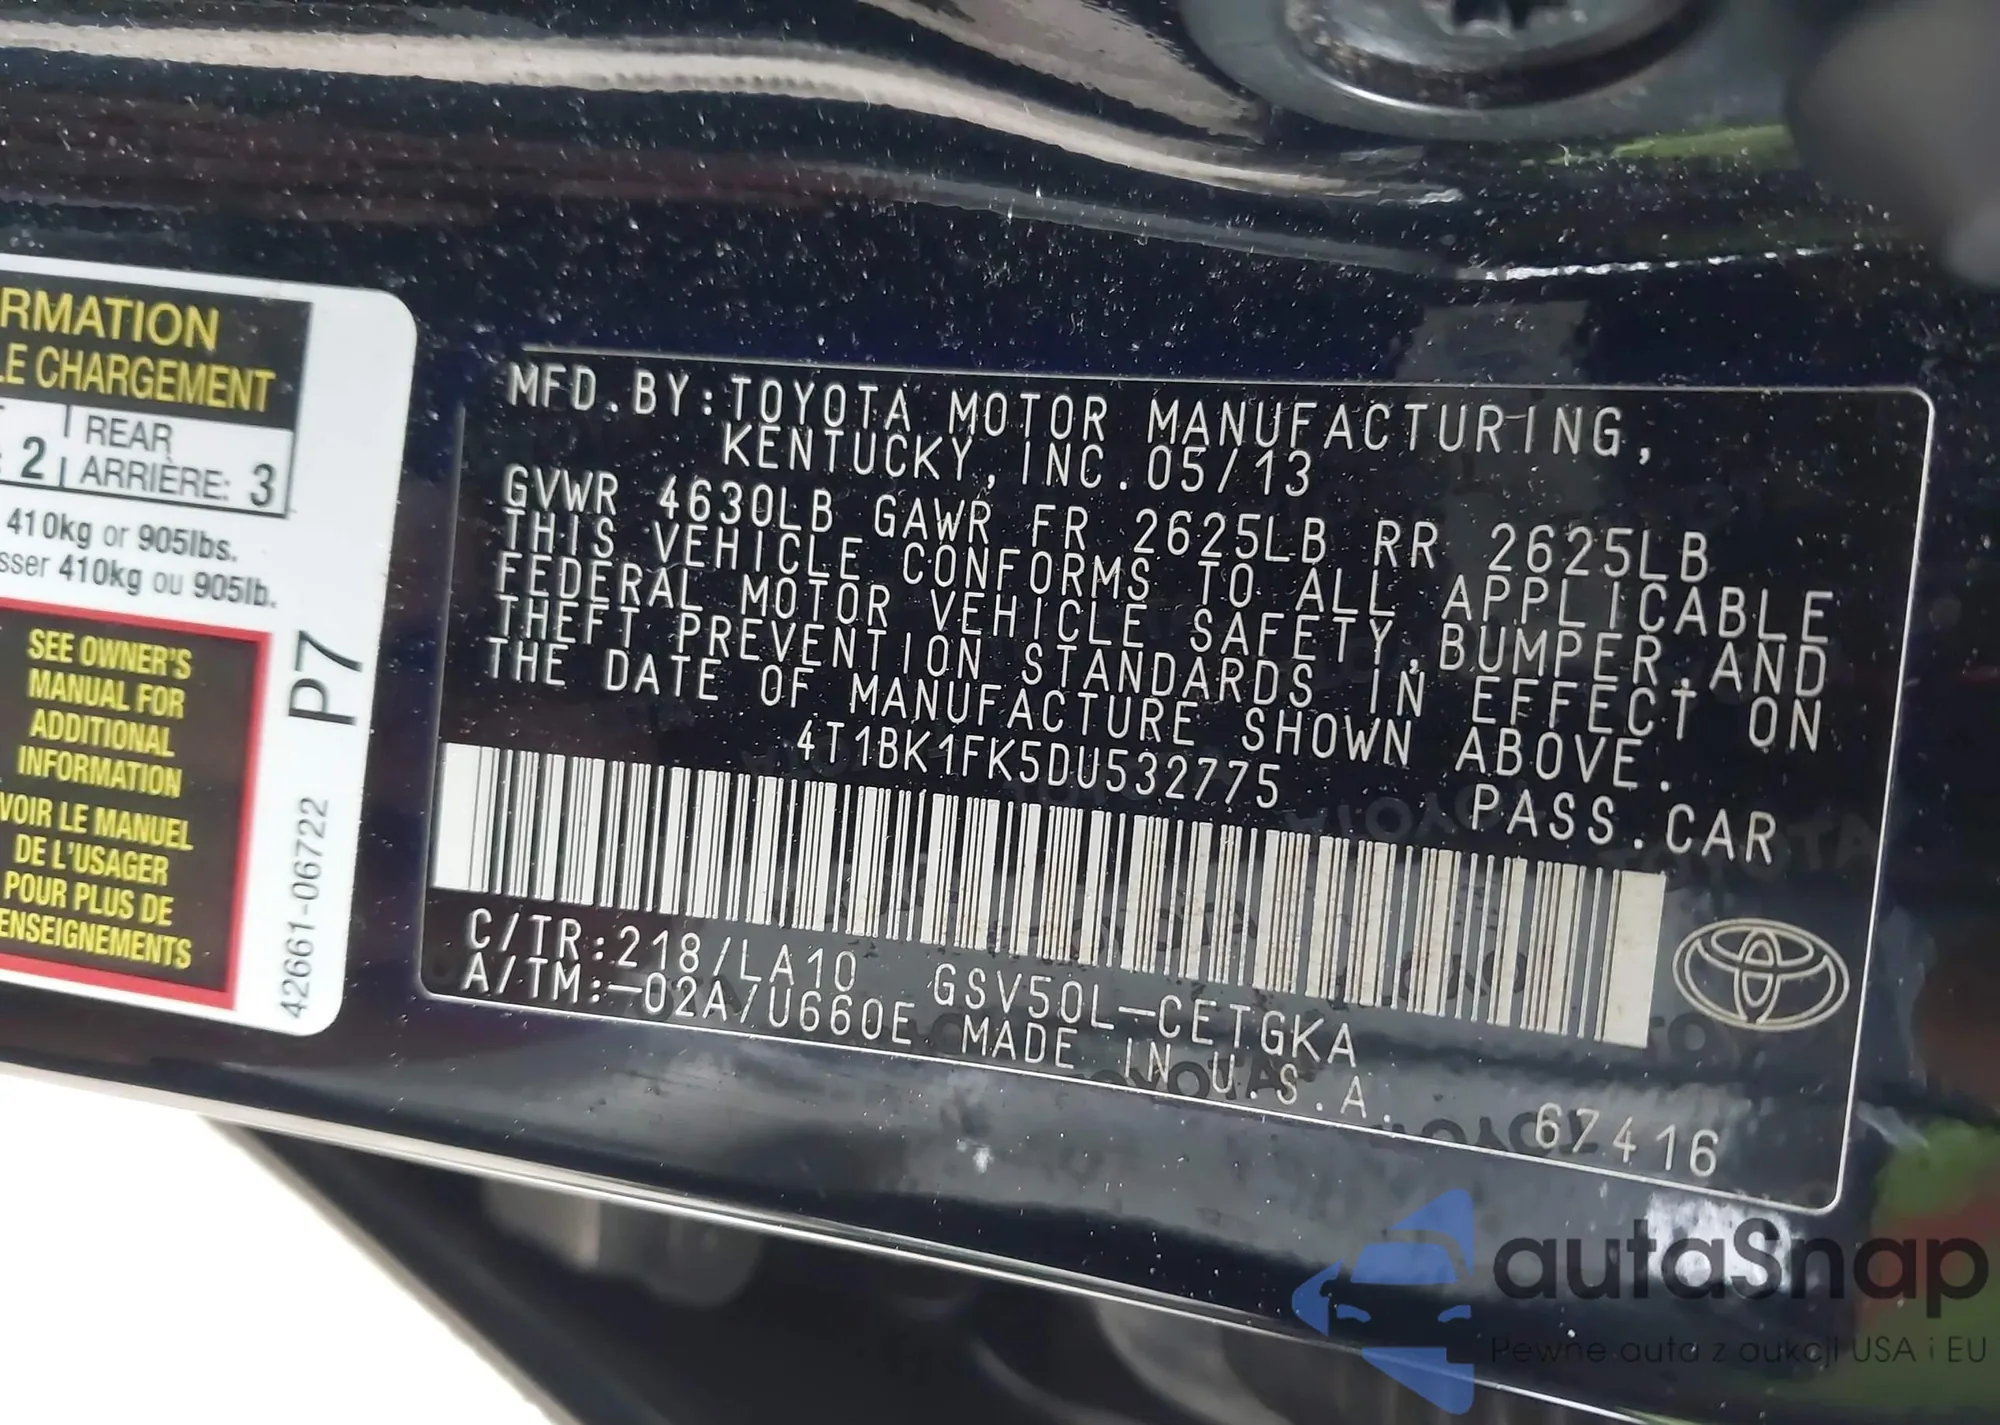 RMATION
LE CHARGEMENT
2 | REAR
ARRIÈRE: 3
410kg or 905lbs.
sser 410kg ou 905lb.
SEE OWNER'S
MANUAL FOR
ADDITIONAL
INFORMATION
VOIR LE MANUEL
DE L'USAGER
POUR PLUS DE
ENSEIGNEMENTS
P7
42661-06722
MFD.BY:TOYOTA MOTOR MANUFACTURING,
KENTUCKY, INC. 05/13
GVWR 4630LB GAWR FR 2625LB RR 2625LB
THIS VEHICLE CONFORMS TO ALL APPLICABLE
FEDERAL MOTOR VEHICLE SAFETY,BUMPER,AND
THEFT PREVENTION STANDARDS IN EFFECT ON
THE DATE OF MANUFACTURE SHOWN ABOVE.
4T1BK1FK5DU532775
PASS.CAR
C/TR:218/LA10 GSV50L-CETGKA
A/TM:-02A/U660E MADE IN U.S.A.
67416
autaSnap
Pewne auta z aukcji USA i EU